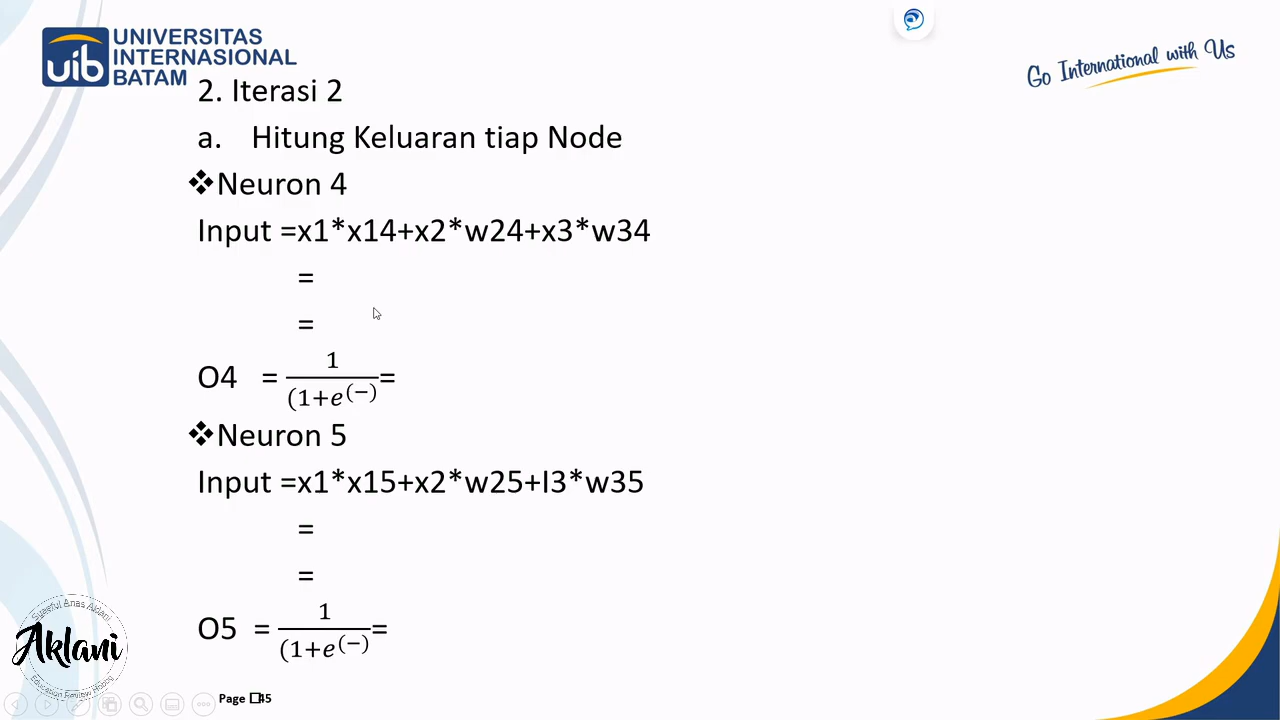 UNIVERSITAS
INTERNASIONAL
BATAM
uib
Go International with Us
2. Iterasi 2
a. Hitung Keluaran tiap Node
❖Neuron 4
Input =x1*x14+x2*w24+x3*w34
=
=
O4 = 1/(1+e^(−) =
❖Neuron 5
Input =x1*x15+x2*w25+I3*w35
=
=
O5 = 1/(1+e^(−) =
Aklani
Page 45